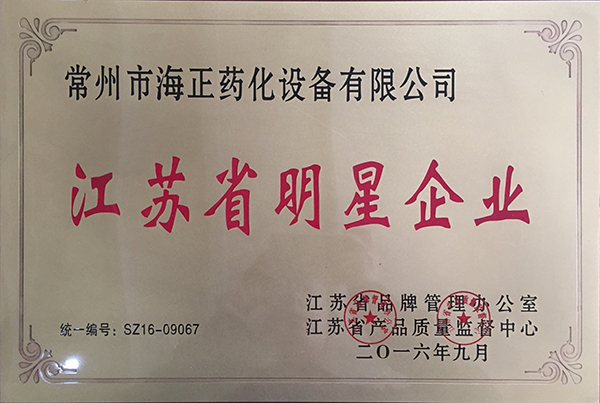 常州市海正药化设备有限公司
江苏省明星企业
江苏省品牌管理办公室
统一编号：SZ16-09067
江苏省产品质量监督中心
二〇一六年九月